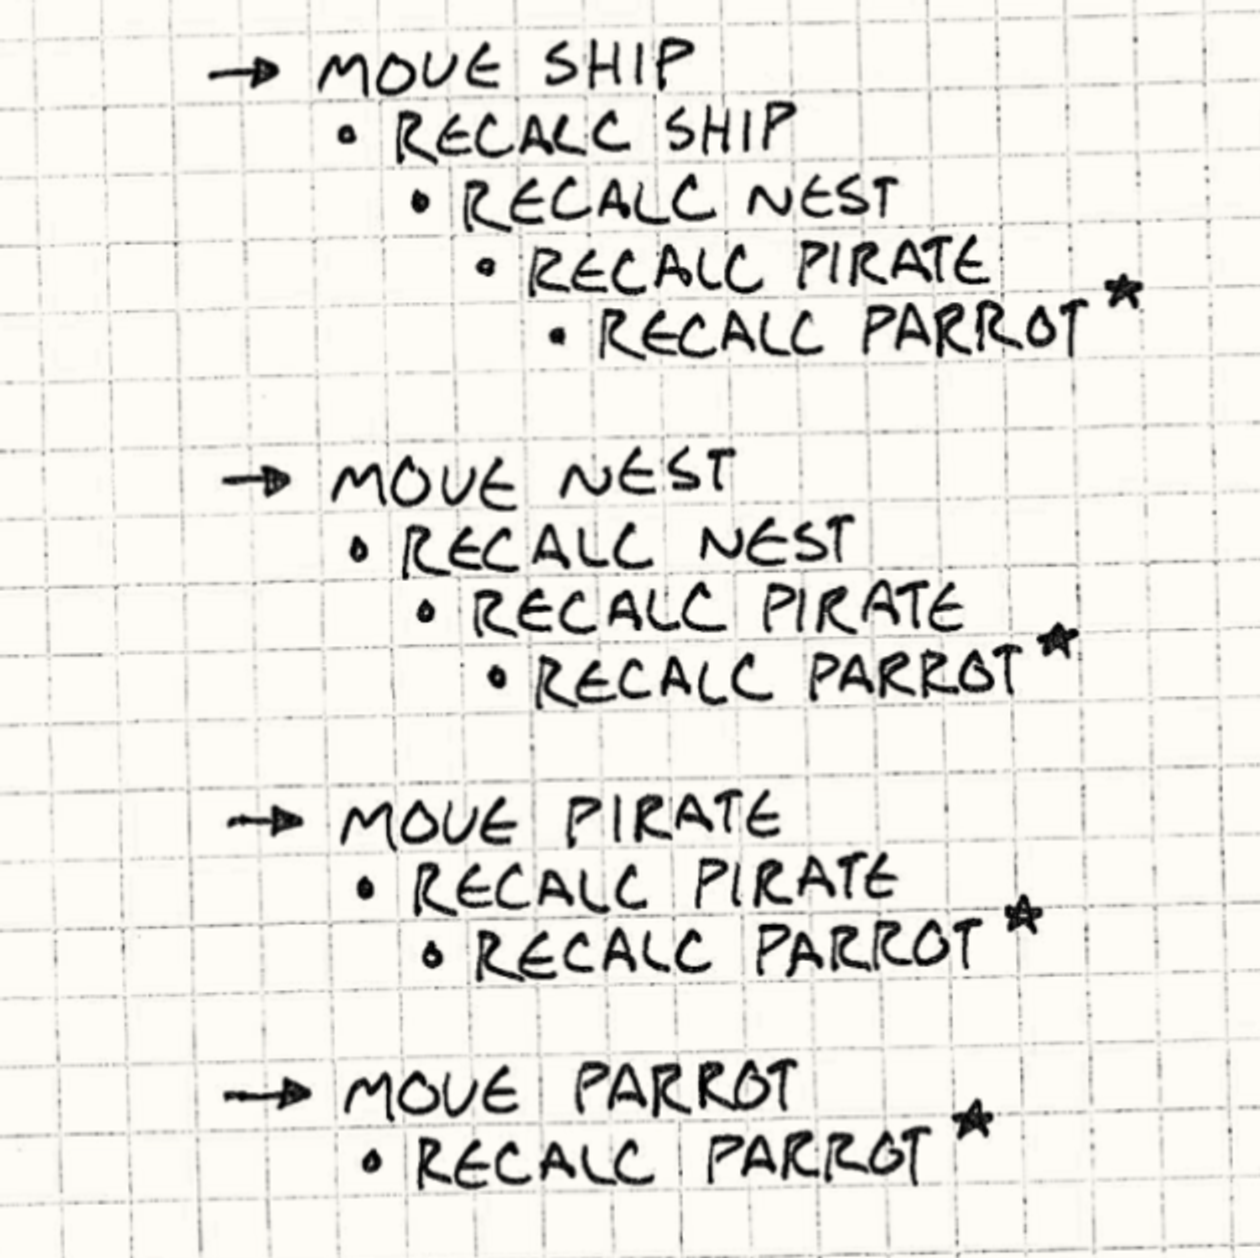 → MOVE SHIP
• RECALC SHIP
• RECALC NEST
• RECALC PIRATE
• RECALC PARROT ★
→ MOVE NEST
• RECALC NEST
• RECALC PIRATE
• RECALC PARROT ★
→ MOVE PIRATE
• RECALC PIRATE
• RECALC PARROT ★
→ MOVE PARROT
• RECALC PARROT ★